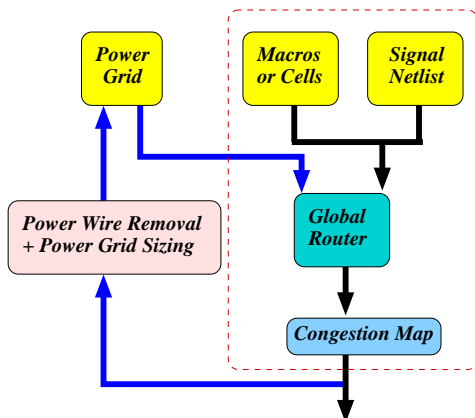 Power
Grid
Macros
or Cells
Signal
Netlist
Power Wire Removal
+ Power Grid Sizing
Global
Router
Congestion Map